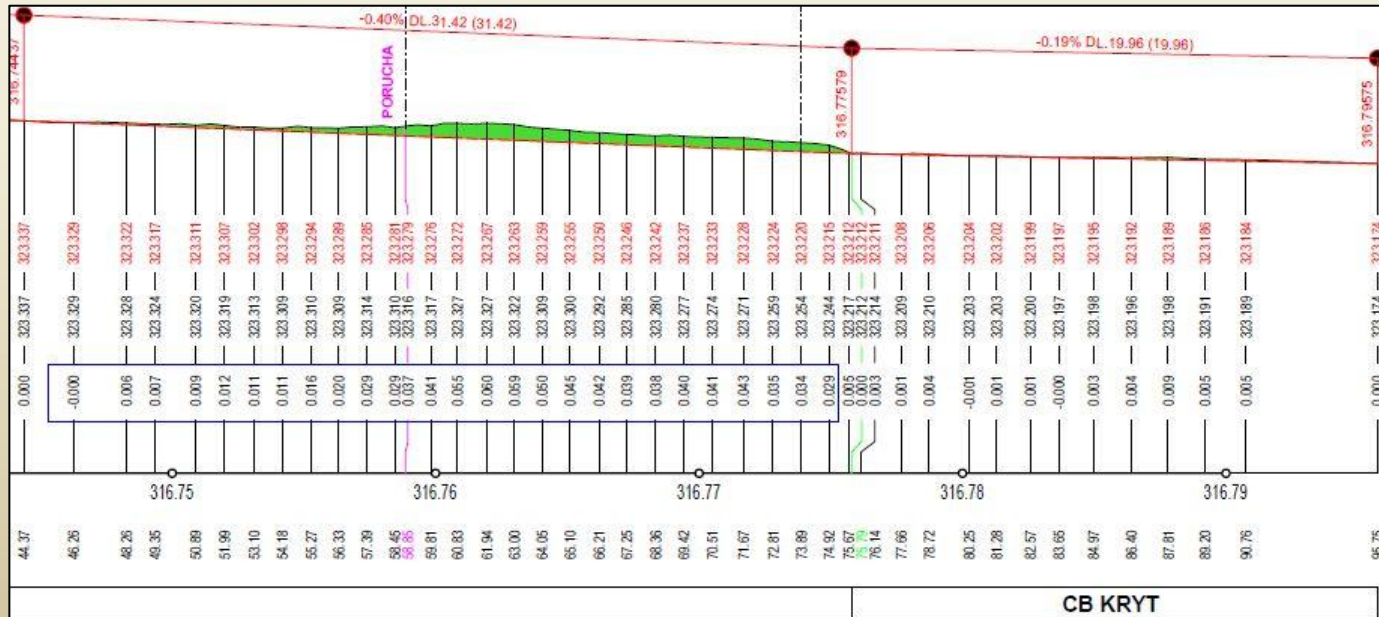 -0.40% DL.31.42 (31.42)
-0.19% DL.19.96 (19.96)
316.74437
PORUCHA
316.77579
316.79575
323.337 323.329 323.322 323.317 323.311 323.307 323.302 323.298 323.294 323.289 323.285 323.281 323.279 323.276 323.272 323.267 323.263 323.259 323.255 323.250 323.246 323.242 323.237 323.233 323.228 323.224 323.220 323.215 323.212 323.212 323.211 323.208 323.206 323.204 323.202 323.199 323.197 323.195 323.192 323.189 323.186 323.184 323.174
323.337 323.329 323.328 323.324 323.320 323.319 323.313 323.309 323.310 323.309 323.314 323.310 323.316 323.317 323.327 323.327 323.322 323.309 323.300 323.292 323.285 323.280 323.277 323.274 323.271 323.259 323.254 323.244 323.217 323.212 323.214 323.209 323.210 323.203 323.203 323.200 323.197 323.198 323.196 323.198 323.191 323.189 323.174
0.000 -0.000 0.006 0.007 0.009 0.012 0.011 0.011 0.016 0.020 0.029 0.029 0.037 0.041 0.055 0.060 0.059 0.050 0.045 0.042 0.039 0.038 0.040 0.041 0.043 0.035 0.034 0.029 0.005 0.000 0.003 0.001 0.004 -0.001 0.001 0.001 -0.000 0.003 0.004 0.009 0.005 0.005 0.000
316.75 316.76 316.77 316.78 316.79
44.37 46.26 48.26 49.35 50.89 51.99 53.10 54.18 55.27 56.33 57.39 58.45 58.85 59.81 60.83 61.94 63.00 64.05 65.10 66.21 67.25 68.36 69.42 70.51 71.67 72.81 73.89 74.92 75.67 75.79 76.14 77.66 78.72 80.25 81.28 82.57 83.65 84.97 86.40 87.81 89.20 90.76 95.75
CB KRYT